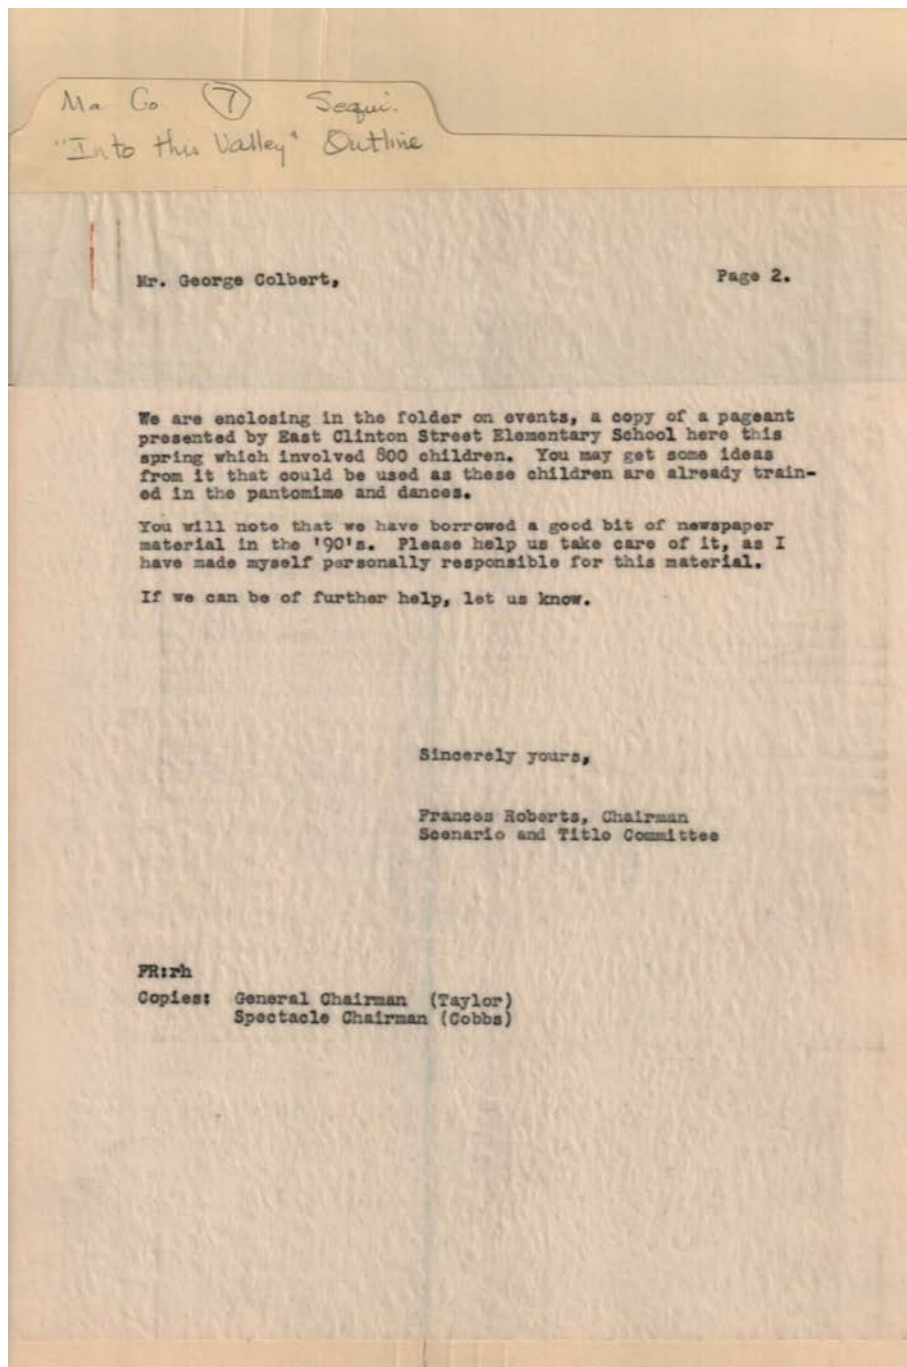 Ma Co 7 Sequi.
"Into this Valley" Outline
Mr. George Colbert, Page 2.
We are enclosing in the folder on events, a copy of a pageant
presented by East Clinton Street Elementary School here this
spring which involved 800 children. You may get some ideas
from it that could be used as these children are already train-
ed in the pantomime and dances.
You will note that we have borrowed a good bit of newspaper
material in the '90's. Please help us take care of it, as I
have made myself personally responsible for this material.
If we can be of further help, let us know.
Sincerely yours,
Frances Roberts, Chairman
Scenario and Title Committee
FR:rh
Copies: General Chairman (Taylor)
Spectacle Chairman (Cobbs)